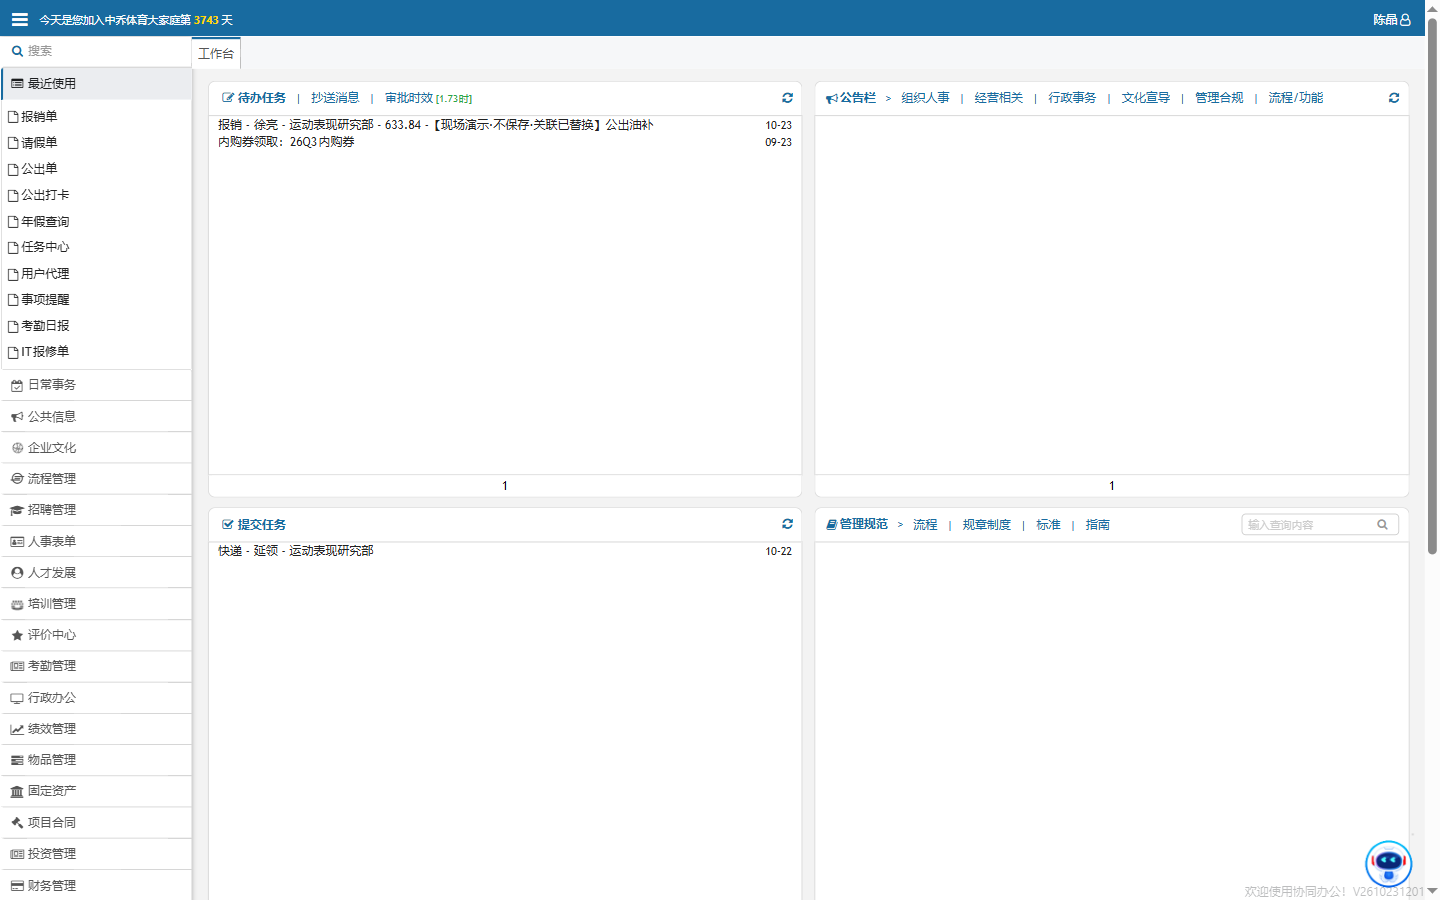 今天是您加入中乔体育大家庭第 3743 天
陈晶
搜索
工作台
最近使用
报销单
请假单
公出单
公出打卡
年假查询
任务中心
用户代理
事项提醒
考勤日报
IT报修单
日常事务
公共信息
企业文化
流程管理
招聘管理
人事表单
人才发展
培训管理
评价中心
考勤管理
行政办公
绩效管理
物品管理
固定资产
项目合同
投资管理
财务管理
待办任务 | 抄送消息 | 审批时效 [1.73时]
报销 - 徐亮 - 运动表现研究部 - 633.84 -【现场演示·不保存·关联已替换】公出油补 10-23
内购券领取：26Q3内购券 09-23
1
公告栏 > 组织人事 | 经营相关 | 行政事务 | 文化宣导 | 管理合规 | 流程/功能
1
提交任务
快递 - 延领 - 运动表现研究部 10-22
管理规范 > 流程 | 规章制度 | 标准 | 指南
输入查询内容
欢迎使用协同办公！V2610231201